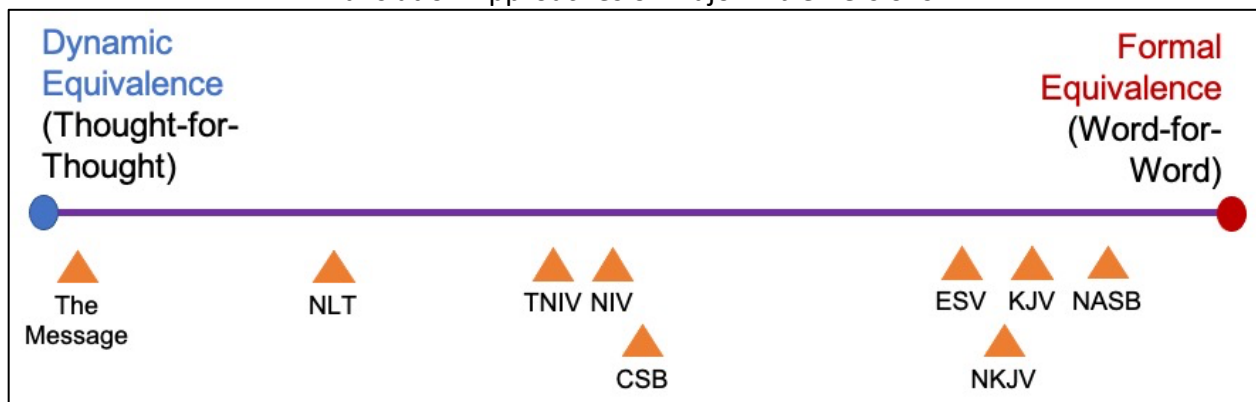 Dynamic
Equivalence
(Thought-for-
Thought)
Formal
Equivalence
(Word-for-
Word)
The
Message
NLT
TNIV NIV
CSB
ESV KJV NASB
NKJV